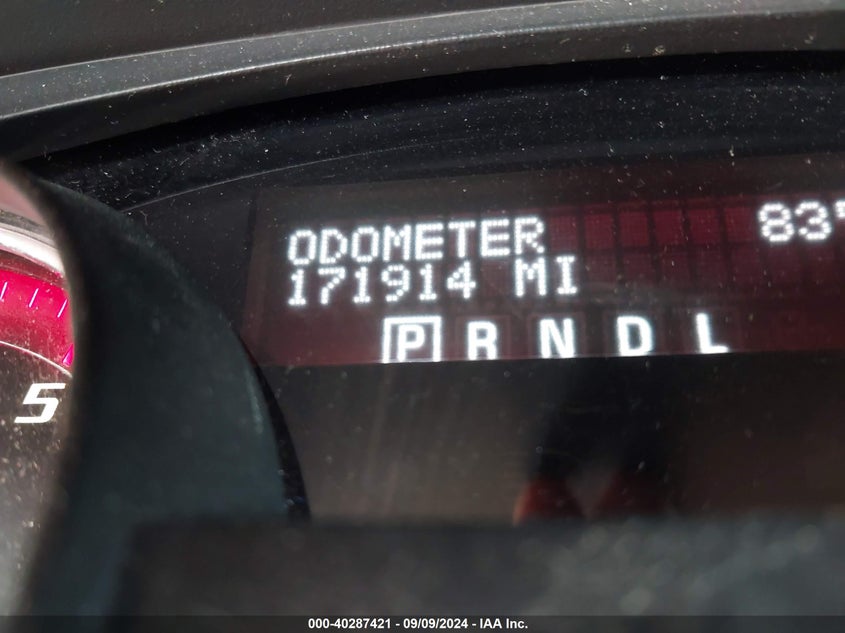 ODOMETER 83°
171914 MI
P R N D L
5
000-40287421 - 09/09/2024 - IAA Inc.